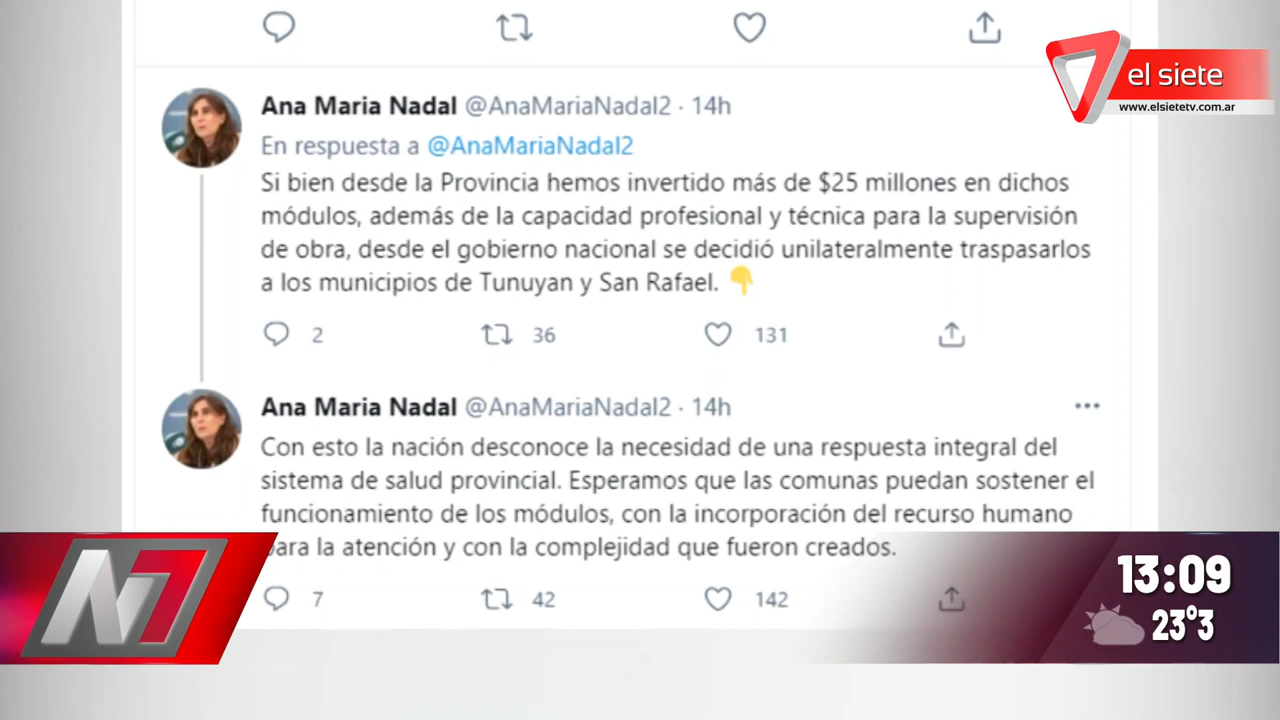 el siete
www.elsietetv.com.ar
Ana Maria Nadal @AnaMariaNadal2 · 14h
En respuesta a @AnaMariaNadal2
Si bien desde la Provincia hemos invertido más de $25 millones en dichos
módulos, además de la capacidad profesional y técnica para la supervisión
de obra, desde el gobierno nacional se decidió unilateralmente traspasarlos
a los municipios de Tunuyan y San Rafael. 👇
2 36 131
Ana Maria Nadal @AnaMariaNadal2 · 14h
Con esto la nación desconoce la necesidad de una respuesta integral del
sistema de salud provincial. Esperamos que las comunas puedan sostener el
funcionamiento de los módulos, con la incorporación del recurso humano
para la atención y con la complejidad que fueron creados.
7 42 142
N7
13:09
23°3